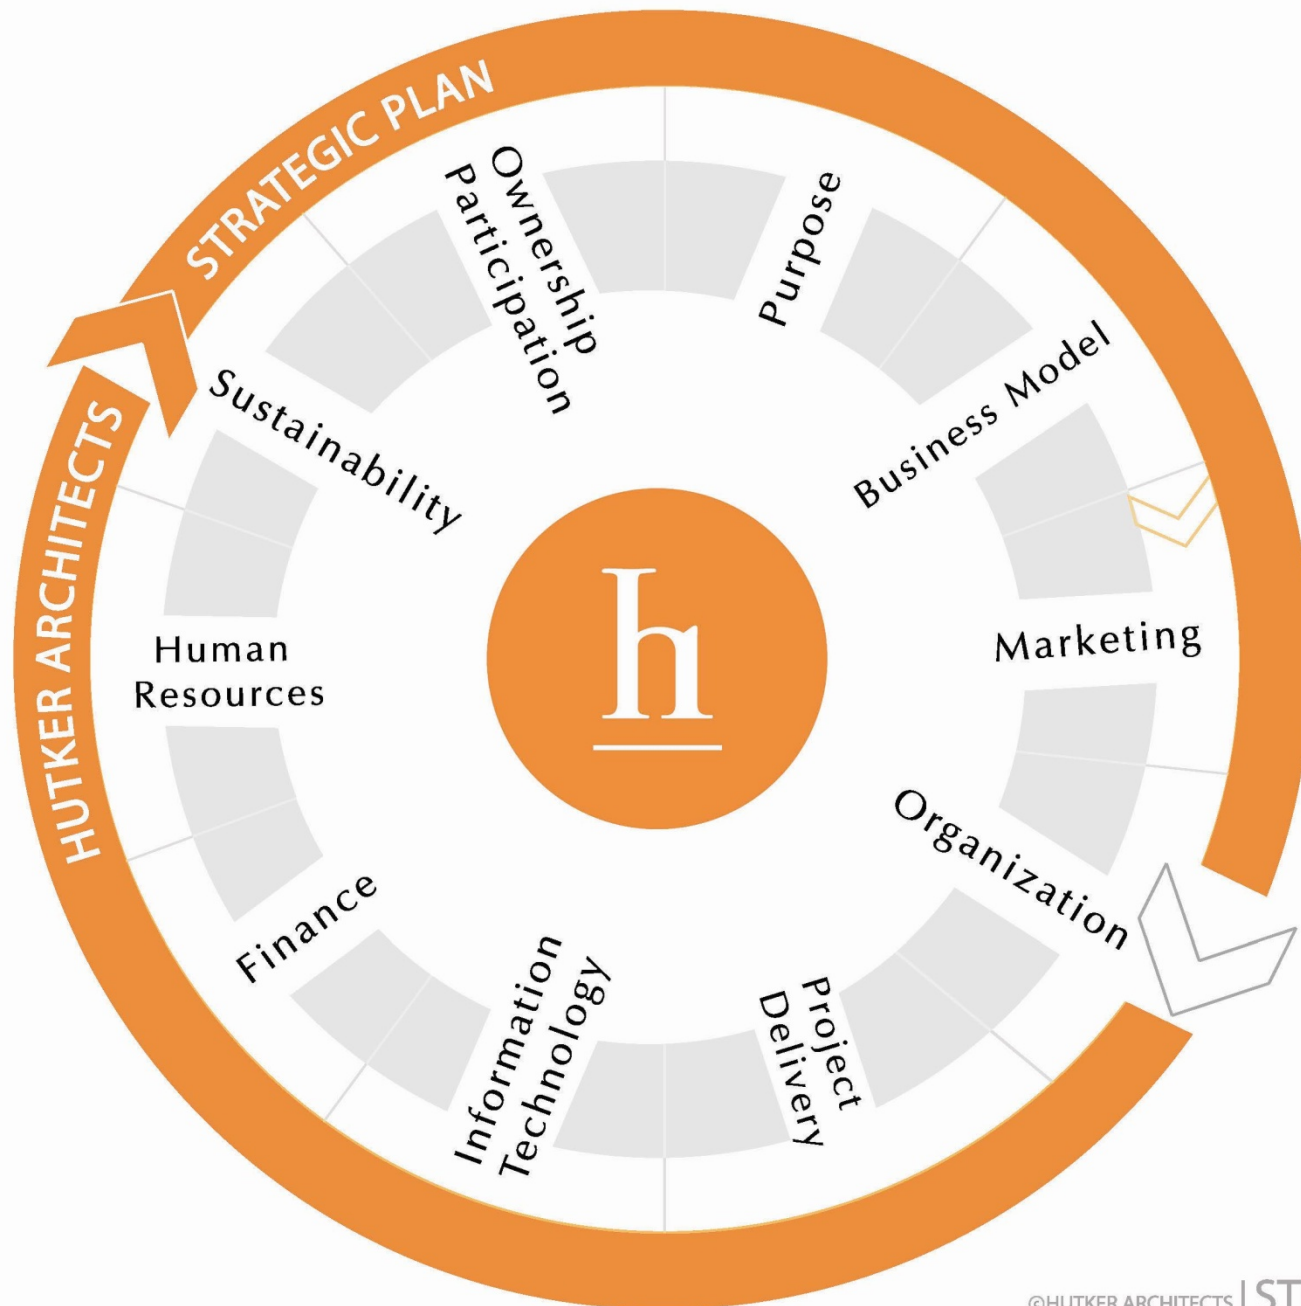 HUTKER ARCHITECTS
STRATEGIC PLAN
Purpose
Business Model
Marketing
Organization
Project
Delivery
Information
Technology
Finance
Human
Resources
Sustainability
Ownership
Participation
h
©HUTKER ARCHITECTS | ST